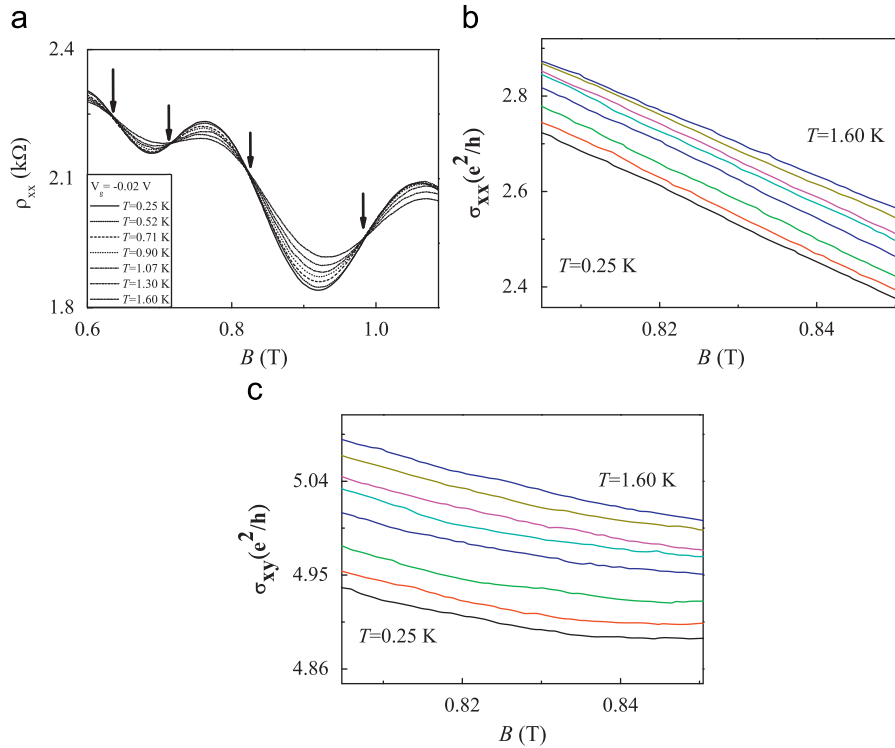 a
2.4
2.1
1.8
ρxx (kΩ)
Vg = -0.02 V
T=0.25 K
T=0.52 K
T=0.71 K
T=0.90 K
T=1.07 K
T=1.30 K
T=1.60 K
0.6 0.8 1.0
B (T)
b
2.8
2.6
2.4
σxx(e²/h)
T=1.60 K
T=0.25 K
0.82 0.84
B (T)
c
5.04
4.95
4.86
σxy(e²/h)
T=1.60 K
T=0.25 K
0.82 0.84
B (T)